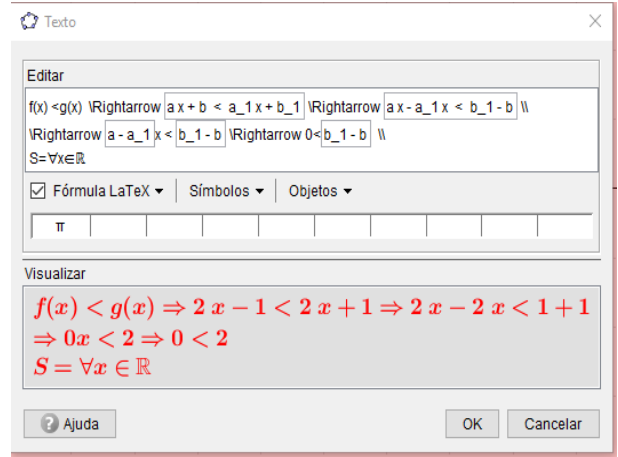 Texto
Editar
f(x) <g(x) \Rightarrow a x + b < a_1 x + b_1 \Rightarrow a x - a_1 x < b_1 - b \\
\Rightarrow a - a_1 x < b_1 - b \Rightarrow 0< b_1 - b \\
S=∀x∈ℝ
Fórmula LaTeX Símbolos Objetos
π
Visualizar
f(x) < g(x) ⇒ 2 x − 1 < 2 x + 1 ⇒ 2 x − 2 x < 1 + 1
⇒ 0x < 2 ⇒ 0 < 2
S = ∀x ∈ ℝ
Ajuda OK Cancelar